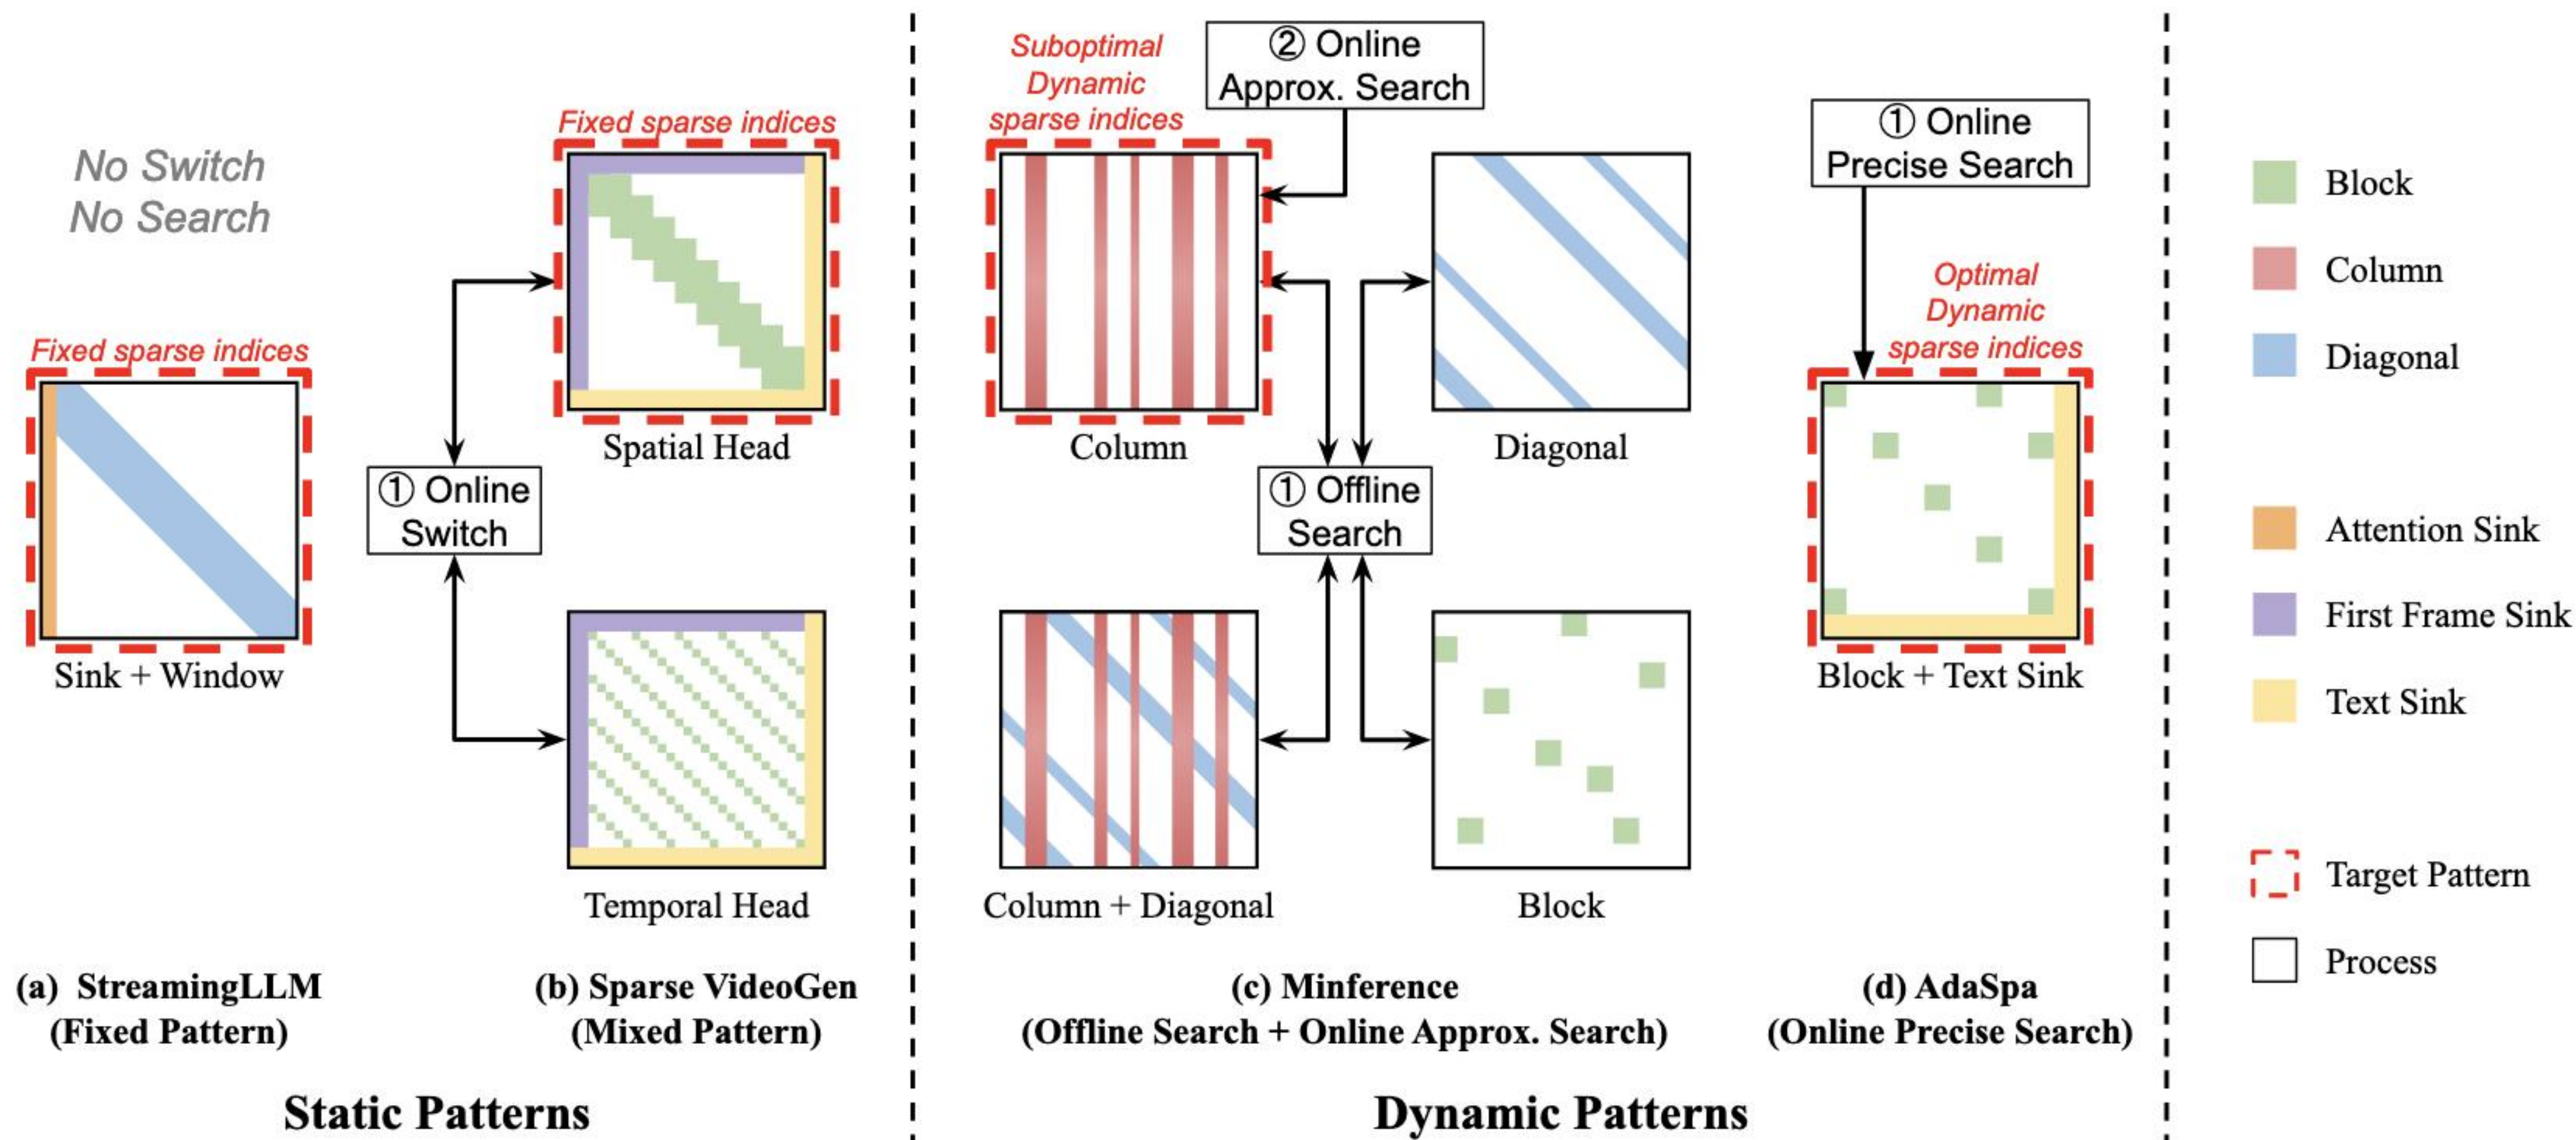 No Switch
No Search
Fixed sparse indices
Sink + Window
(a) StreamingLLM
(Fixed Pattern)
Fixed sparse indices
Spatial Head
① Online
Switch
Temporal Head
(b) Sparse VideoGen
(Mixed Pattern)
Static Patterns
Suboptimal
Dynamic
sparse indices
② Online
Approx. Search
Column
Diagonal
① Offline
Search
Column + Diagonal
Block
(c) Minference
(Offline Search + Online Approx. Search)
① Online
Precise Search
Optimal
Dynamic
sparse indices
Block + Text Sink
(d) AdaSpa
(Online Precise Search)
Dynamic Patterns
Block
Column
Diagonal
Attention Sink
First Frame Sink
Text Sink
Target Pattern
Process